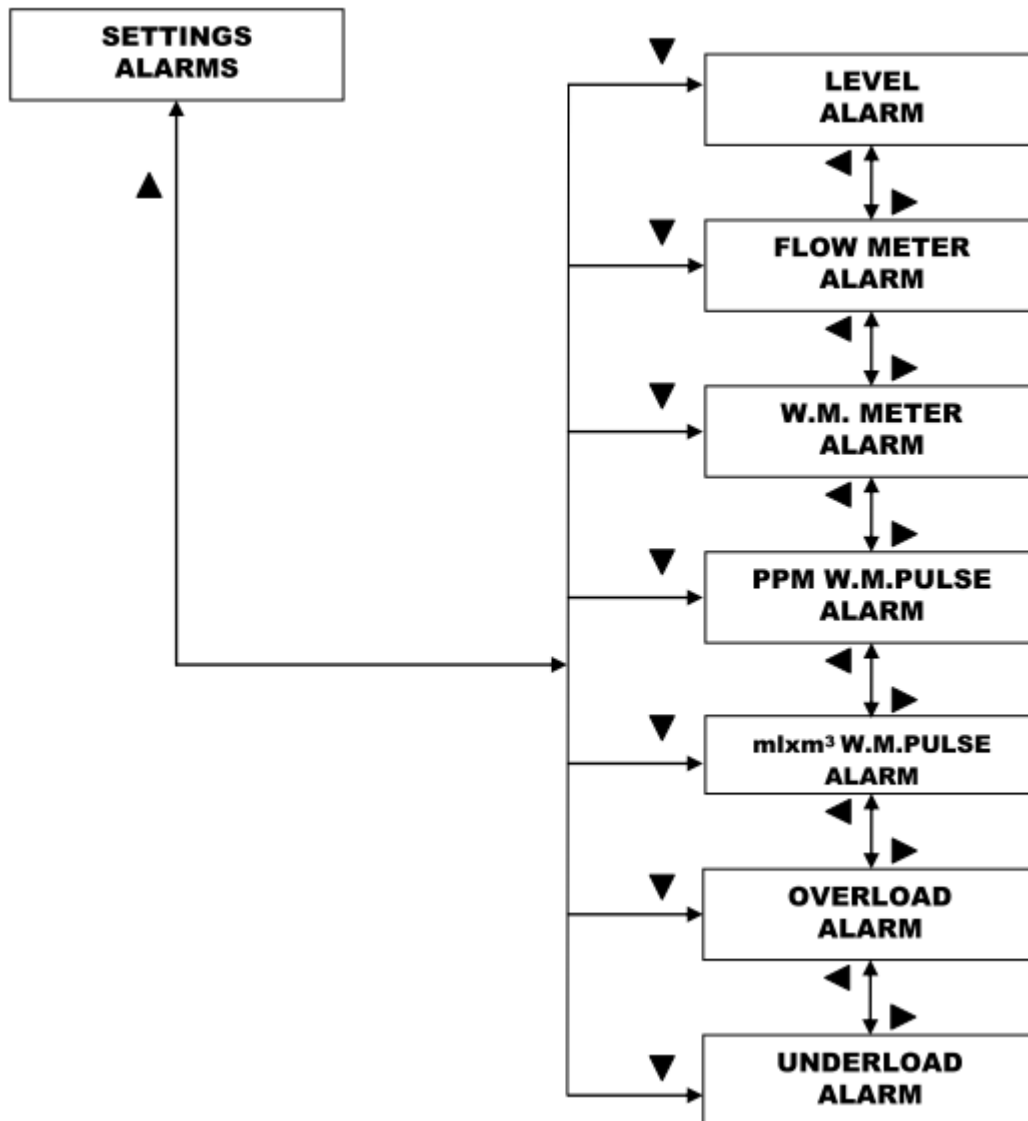 SETTINGS
ALARMS
LEVEL
ALARM
FLOW METER
ALARM
W.M. METER
ALARM
PPM W.M.PULSE
ALARM
mlxm³ W.M.PULSE
ALARM
OVERLOAD
ALARM
UNDERLOAD
ALARM